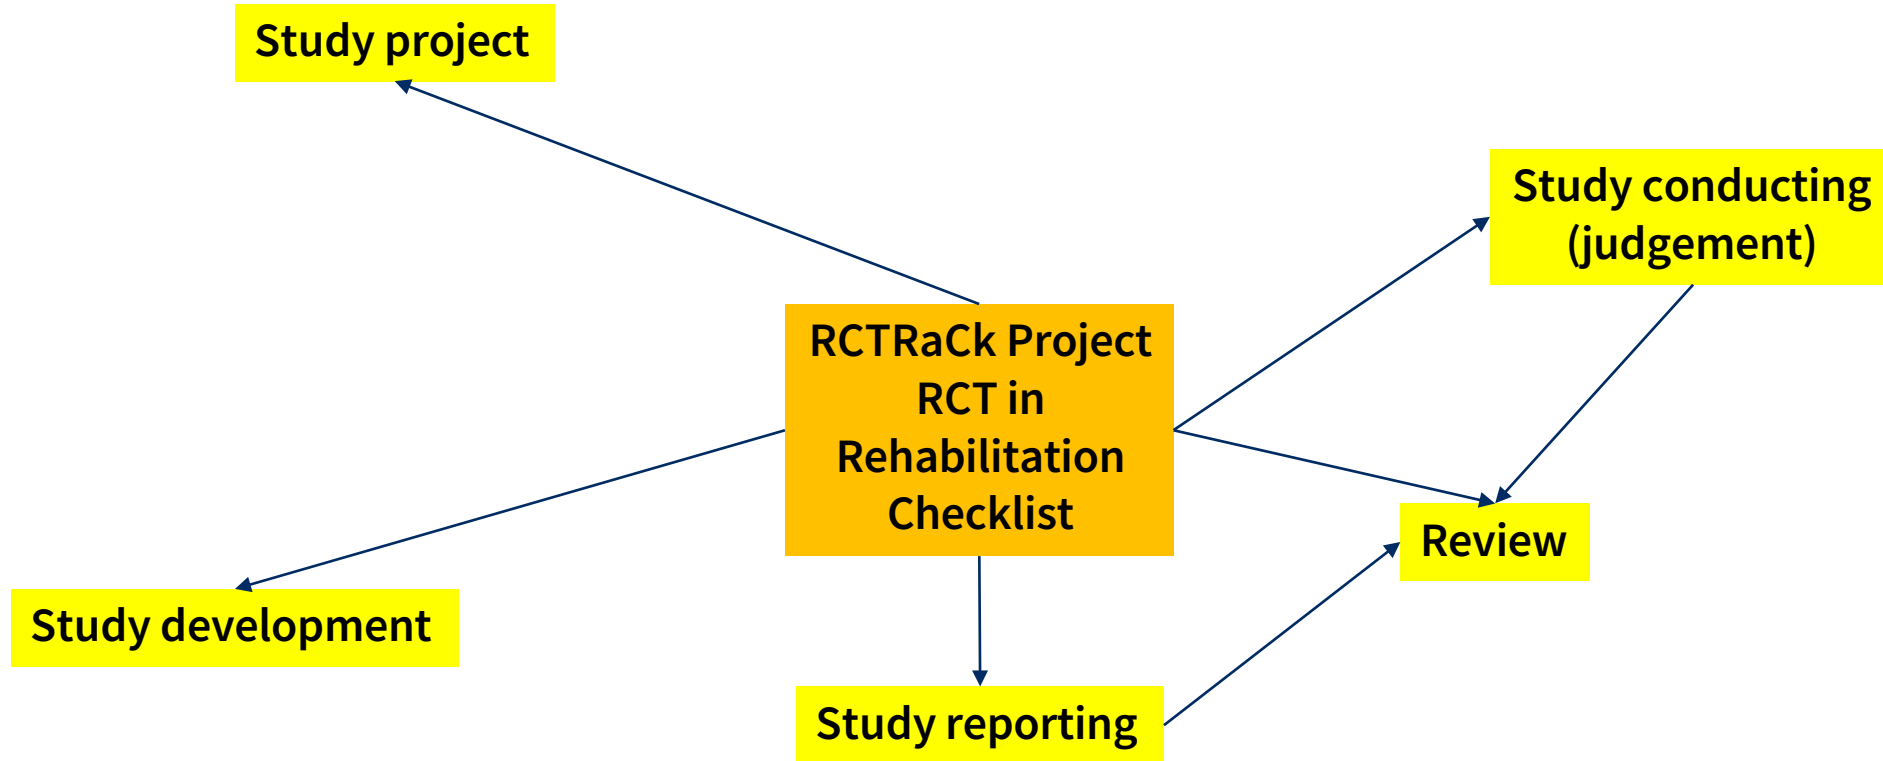 Study project
Study conducting
(judgement)
RCTRaCk Project
RCT in
Rehabilitation
Checklist
Review
Study development
Study reporting